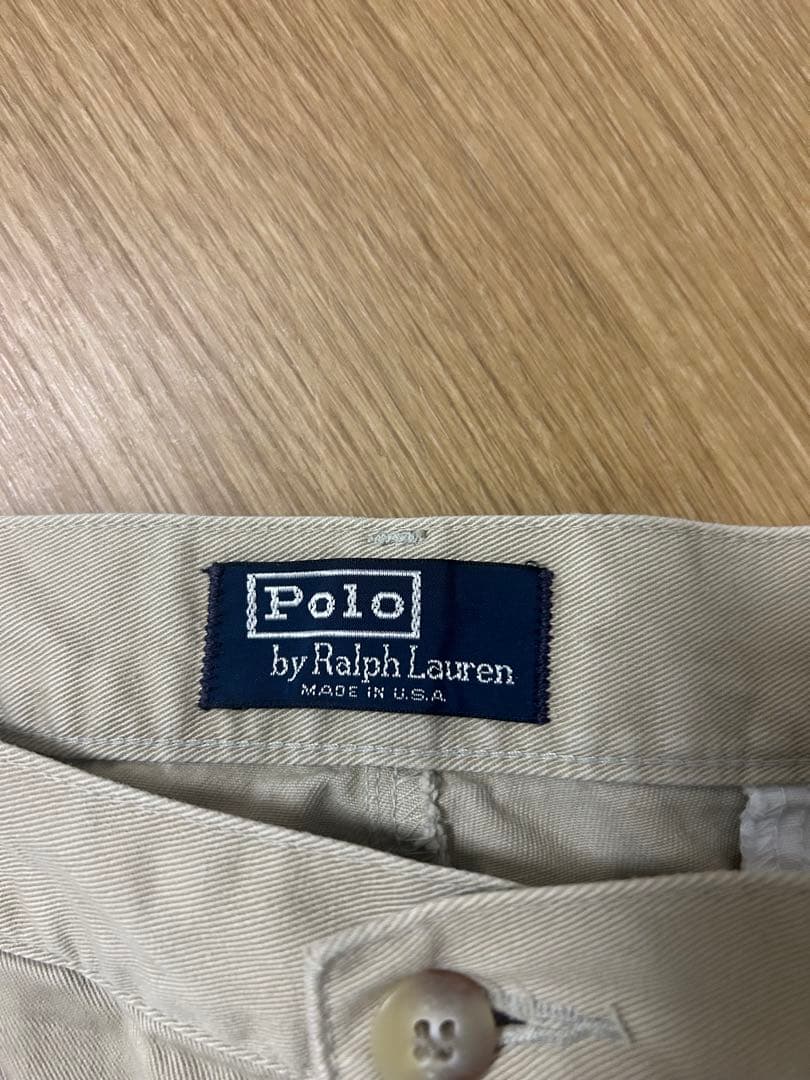 Polo
by Ralph Lauren
MADE IN U.S.A.